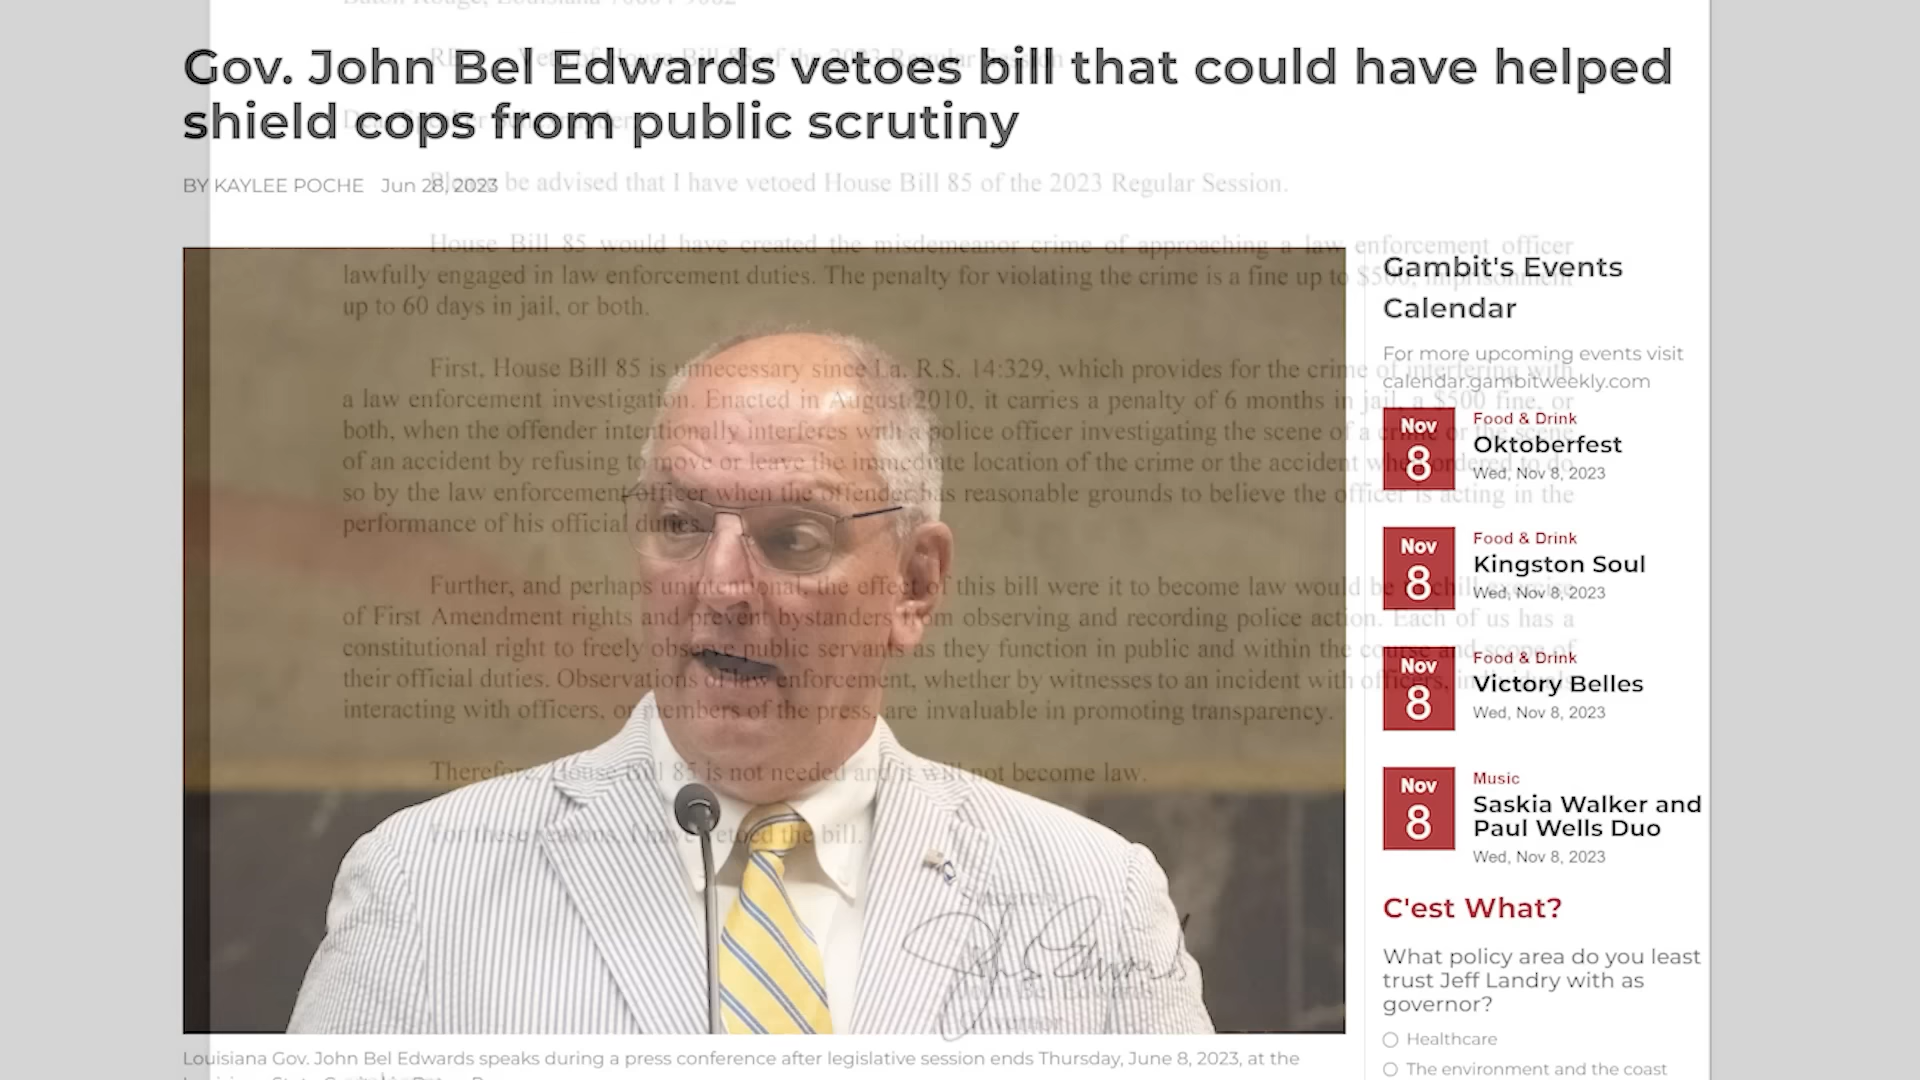 Baton Rouge, Louisiana 70804-9062
Gov. John Bel Edwards vetoes bill that could have helped
shield cops from public scrutiny
RE: Veto of House Bill 85 of the 2023 Regular Session
BY KAYLEE POCHE Jun 28, 2023
Please be advised that I have vetoed House Bill 85 of the 2023 Regular Session.
House Bill 85 would have created the misdemeanor crime of approaching a law enforcement officer
lawfully engaged in law enforcement duties. The penalty for violating the crime is a fine up to $500, imprisonment
up to 60 days in jail, or both.
First, House Bill 85 is unnecessary since La. R.S. 14:329, which provides for the crime of interfering with
a law enforcement investigation. Enacted in August 2010, it carries a penalty of 6 months in jail, a $500 fine, or
both, when the offender intentionally interferes with a police officer investigating the scene of a crime or the scene
of an accident by refusing to move or leave the immediate location of the crime or the accident when ordered to do
so by the law enforcement officer when the offender has reasonable grounds to believe the officer is acting in the
performance of his official duties.
Further, and perhaps unintentional, the effect of this bill were it to become law would be to chill exercise
of First Amendment rights and prevent bystanders from observing and recording police action. Each of us has a
constitutional right to freely observe public servants as they function in public and within the course and scope of
their official duties. Observations of law enforcement, whether by witnesses to an incident with officers, individuals
interacting with officers, or members of the press, are invaluable in promoting transparency.
Therefore, House Bill 85 is not needed and it will not become law.
For these reasons, I have vetoed the bill.
Sincerely,
John Bel Edwards
Governor
Louisiana Gov. John Bel Edwards speaks during a press conference after legislative session ends Thursday, June 8, 2023, at the
Gambit's Events
Calendar
For more upcoming events visit
calendar.gambitweekly.com
Nov
8
Food & Drink
Oktoberfest
Wed, Nov 8, 2023
Nov
8
Food & Drink
Kingston Soul
Wed, Nov 8, 2023
Nov
8
Food & Drink
Victory Belles
Wed, Nov 8, 2023
Nov
8
Music
Saskia Walker and
Paul Wells Duo
Wed, Nov 8, 2023
C'est What?
What policy area do you least
trust Jeff Landry with as
governor?
Healthcare
The environment and the coast